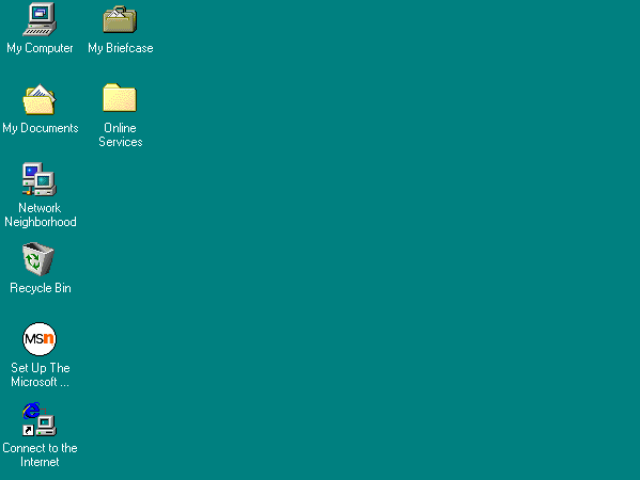 My Computer
My Briefcase
My Documents
Online
Services
Network
Neighborhood
Recycle Bin
MSn
Set Up The
Microsoft ...
Connect to the
Internet